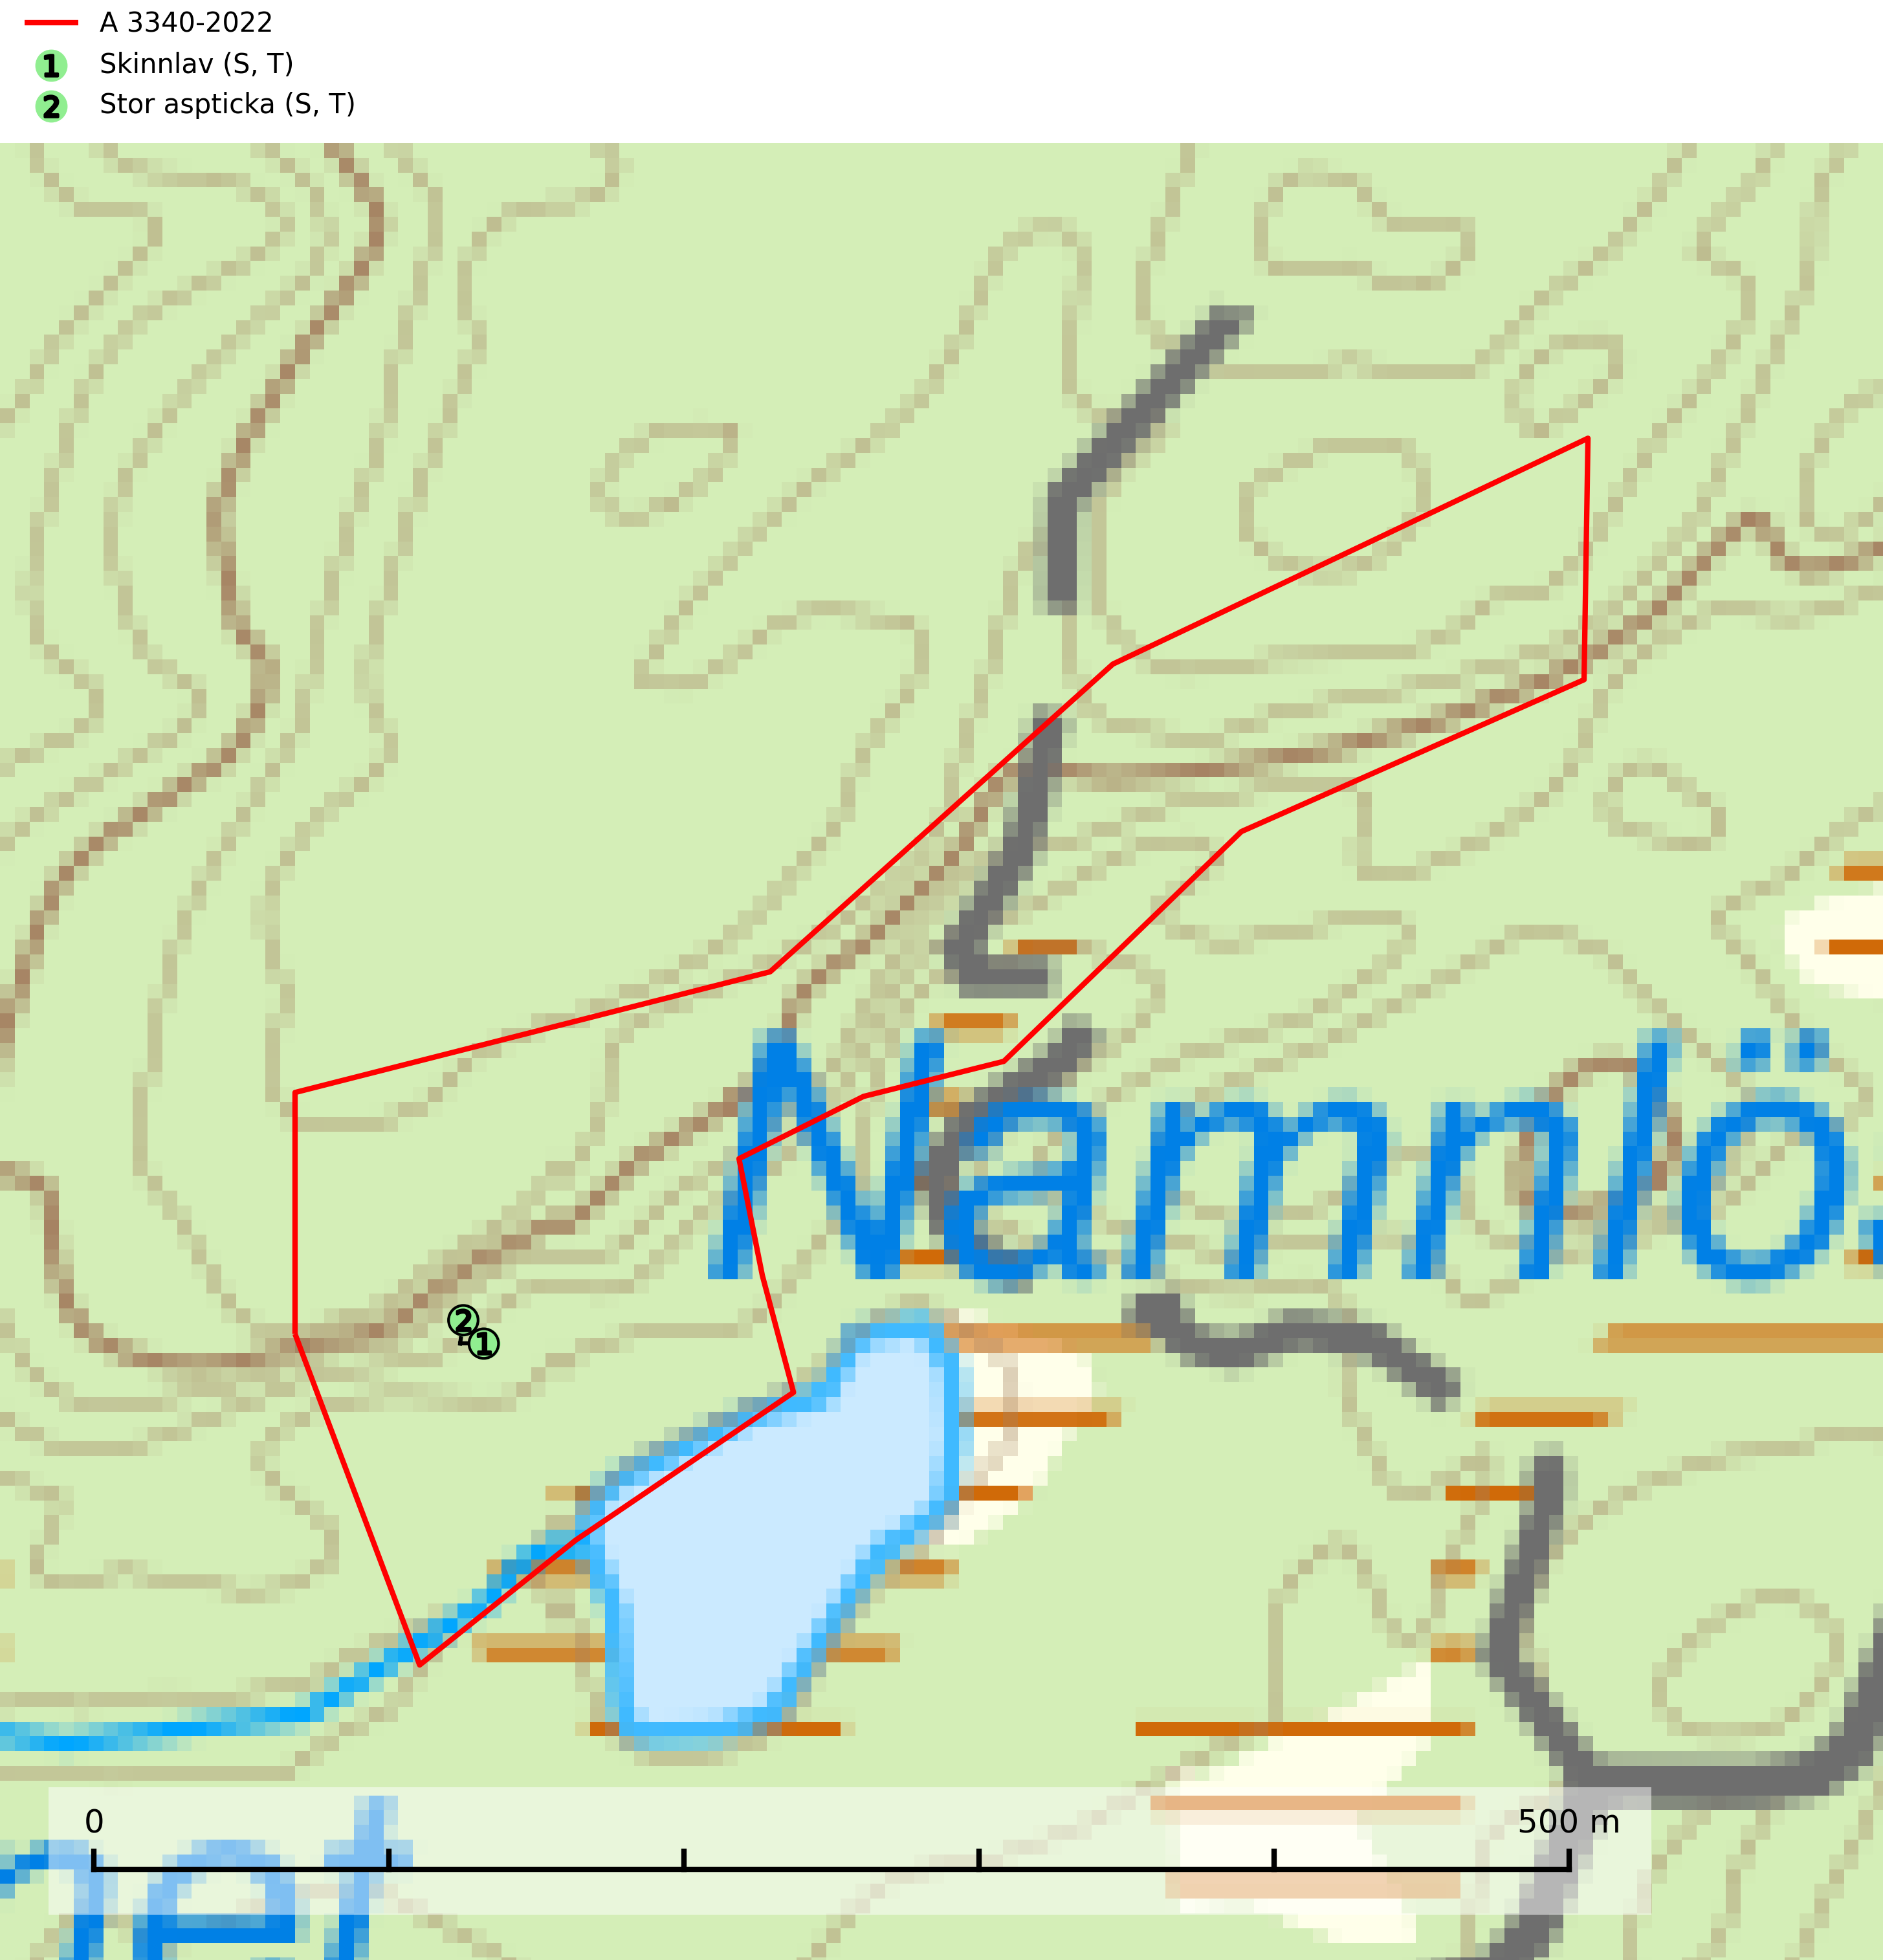 A 3340-2022
1 Skinnlav (S, T)
2 Stor aspticka (S, T)
2
1
0 500 m